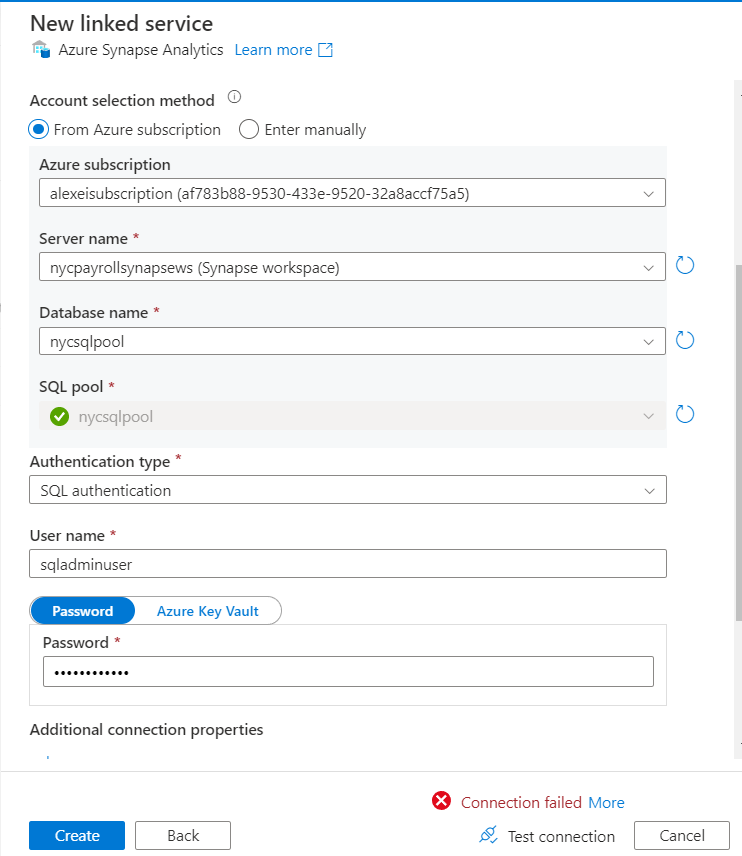 New linked service
Azure Synapse Analytics Learn more
Account selection method
From Azure subscription Enter manually
Azure subscription
alexeisubscription (af783b88-9530-433e-9520-32a8accf75a5)
Server name *
nycpayrollsynapsews (Synapse workspace)
Database name *
nycsqlpool
SQL pool *
nycsqlpool
Authentication type *
SQL authentication
User name *
sqladminuser
Password Azure Key Vault
Password *
••••••••••••
Additional connection properties
Connection failed More
Create Back Test connection Cancel